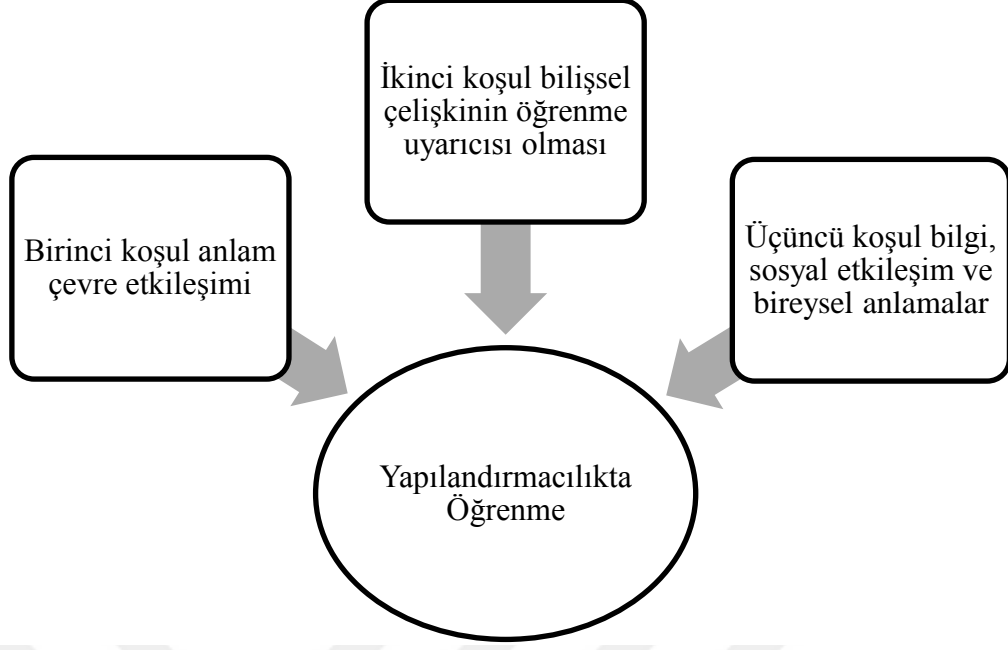 Birinci koşul anlam
çevre etkileşimi
İkinci koşul bilişsel
çelişkinin öğrenme
uyarıcısı olması
Üçüncü koşul bilgi,
sosyal etkileşim ve
bireysel anlamalar
Yapılandırmacılıkta
Öğrenme